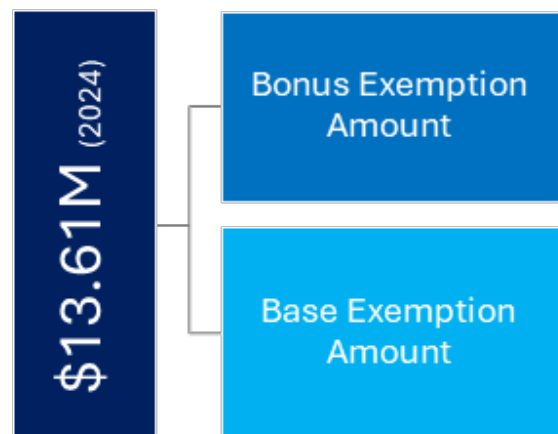 $13.61M (2024)
Bonus Exemption
Amount
Base Exemption
Amount